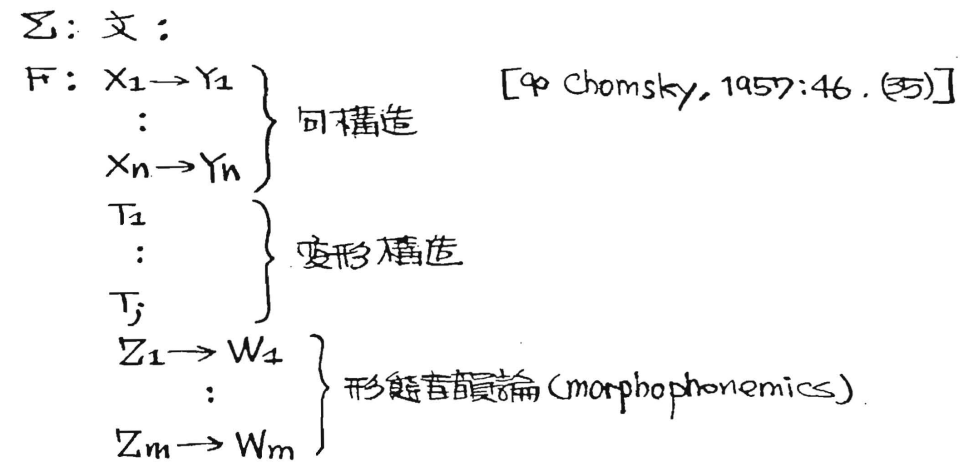 Σ: 文:
F: X1→Y1
:
Xn→Yn
句構造
[cp Chomsky, 1957:46. (35)]
T1
:
Tj
変形構造
Z1→W1
:
Zm→Wm
形態音韻論(morphophonemics)